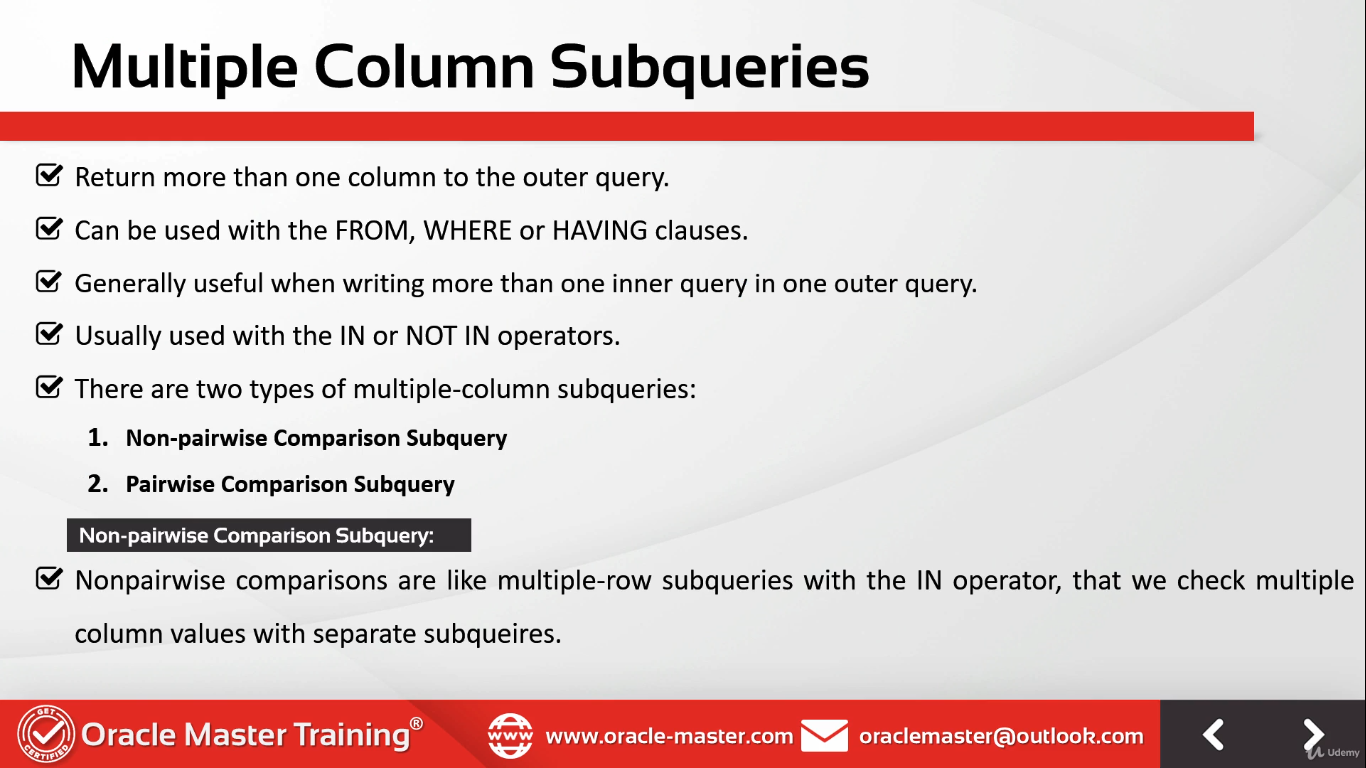 Multiple Column Subqueries
Return more than one column to the outer query.
Can be used with the FROM, WHERE or HAVING clauses.
Generally useful when writing more than one inner query in one outer query.
Usually used with the IN or NOT IN operators.
There are two types of multiple-column subqueries:
1. Non-pairwise Comparison Subquery
2. Pairwise Comparison Subquery
Non-pairwise Comparison Subquery:
Nonpairwise comparisons are like multiple-row subqueries with the IN operator, that we check multiple
column values with separate subqueires.
GET
CERTIFIED
Oracle Master Training®
www
www.oracle-master.com
oraclemaster@outlook.com
Udemy